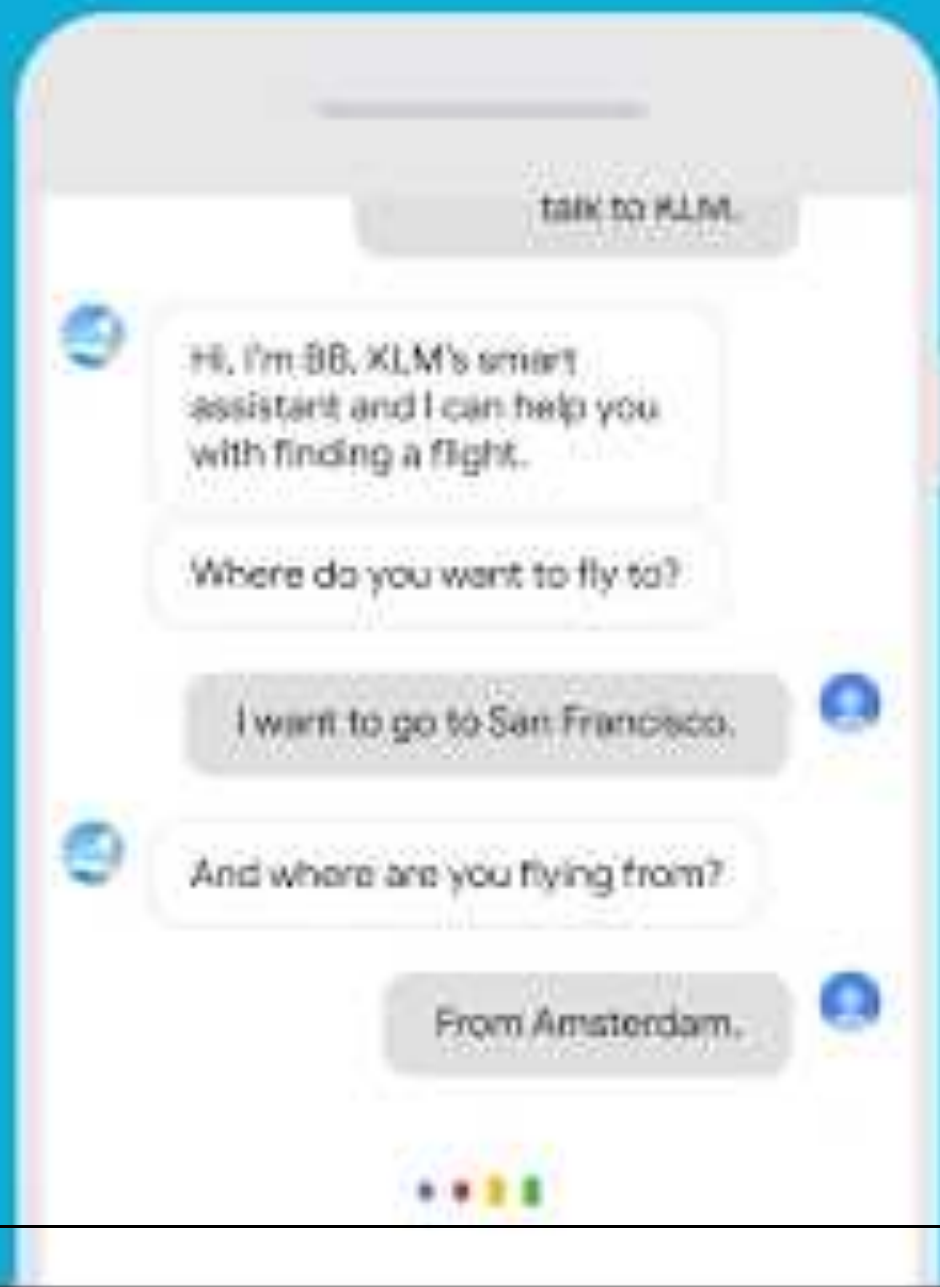 talk to KLM.
Hi, I'm BB, KLM's smart
assistant and I can help you
with finding a flight.
Where do you want to fly to?
I want to go to San Francisco.
And where are you flying from?
From Amsterdam.